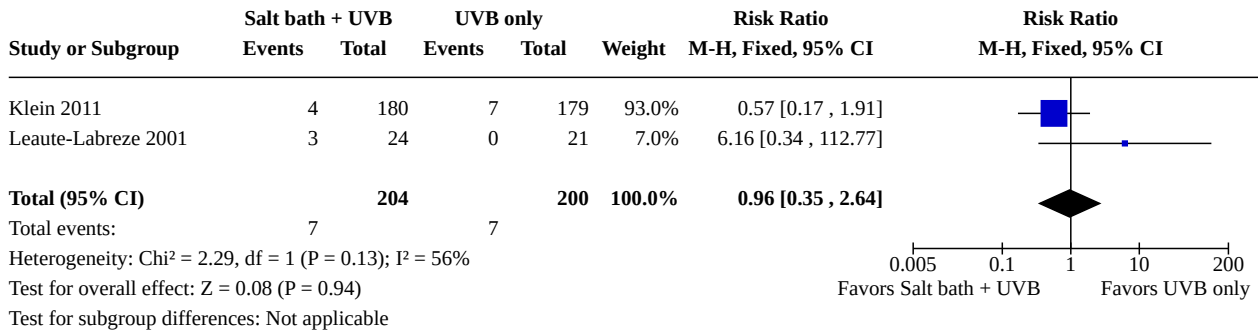 Salt bath + UVB UVB only Risk Ratio Risk Ratio
Study or Subgroup Events Total Events Total Weight M-H, Fixed, 95% CI M-H, Fixed, 95% CI
Klein 2011 4 180 7 179 93.0% 0.57 [0.17 , 1.91]
Leaute-Labreze 2001 3 24 0 21 7.0% 6.16 [0.34 , 112.77]
Total (95% CI) 204 200 100.0% 0.96 [0.35 , 2.64]
Total events: 7 7
Heterogeneity: Chi² = 2.29, df = 1 (P = 0.13); I² = 56%
0.005 0.1 1 10 200
Test for overall effect: Z = 0.08 (P = 0.94) Favors Salt bath + UVB Favors UVB only
Test for subgroup differences: Not applicable